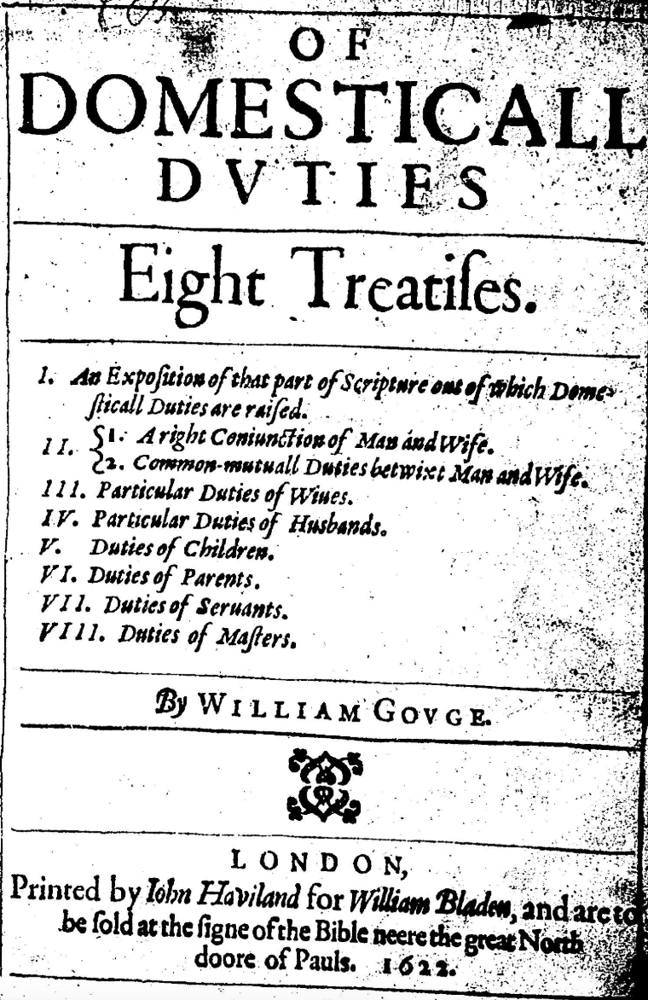 OF
DOMESTICALL
DVTIES
Eight Treatiſes.
I. An Expoſition of that part of Scripture out of which Dome-
ſticall Duties are raiſed.
II. {1. A right Coniunction of Man and Wife.
{2. Common-mutuall Duties betwixt Man and Wife.
III. Particular Duties of Wiues.
IV. Particular Duties of Husbands.
V. Duties of Children.
VI. Duties of Parents.
VII. Duties of Seruants.
VIII. Duties of Maſters.
By WILLIAM GOVGE.
LONDON,
Printed by Iohn Haviland for William Bladen, and are to
be ſold at the ſigne of the Bible neere the great North
doore of Pauls. 1622.